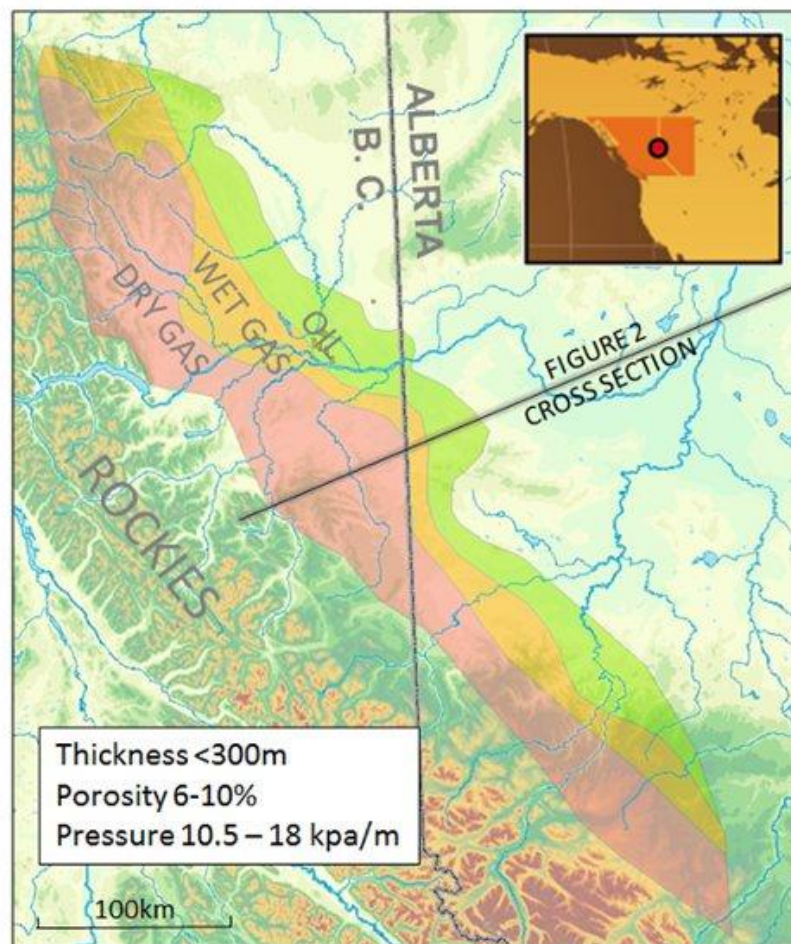 ALBERTA
B. C.
DRY GAS
WET GAS
OIL
FIGURE 2
CROSS SECTION
ROCKIES
Thickness <300m
Porosity 6-10%
Pressure 10.5 – 18 kpa/m
100km